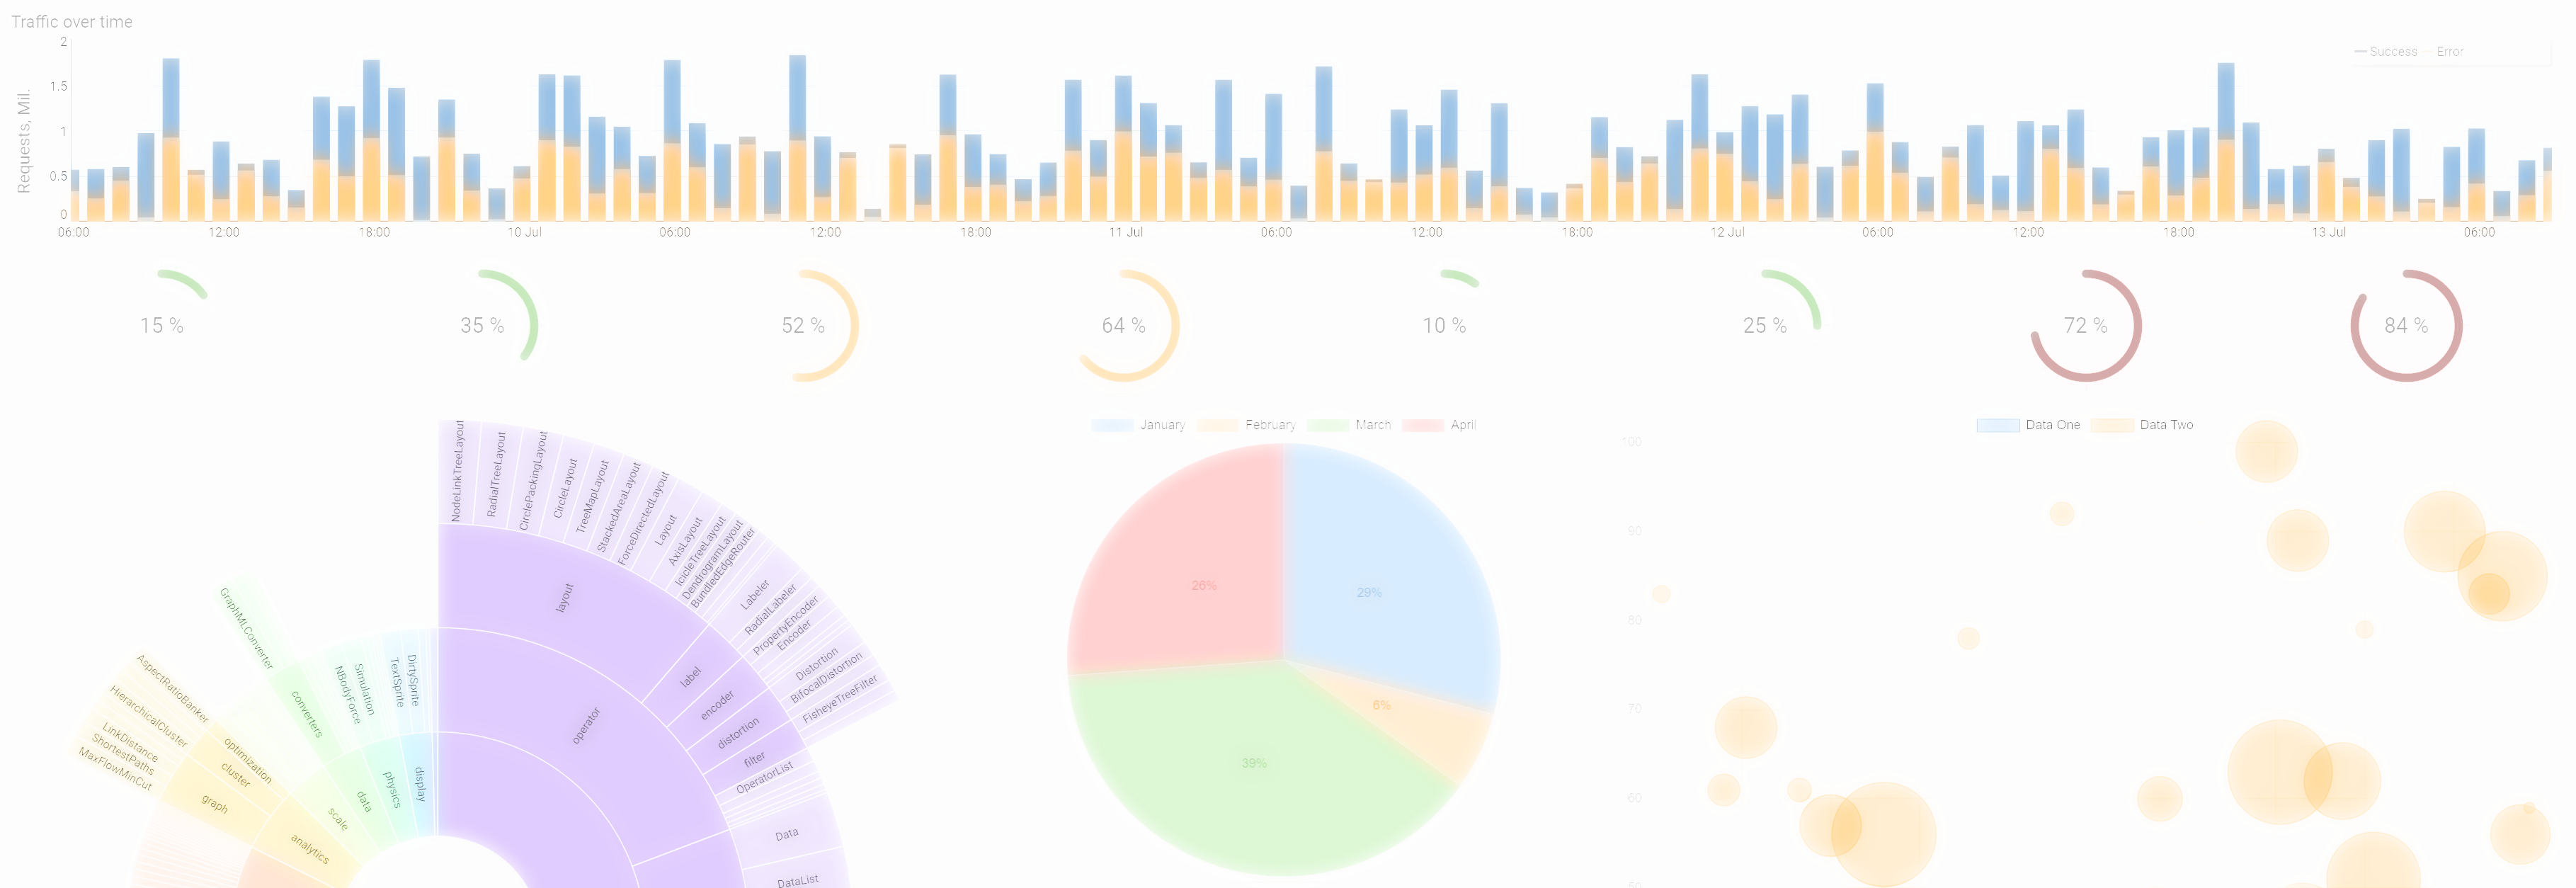 Traffic over time
Requests, Mil.
2
1.5
1
0.5
0
Success Error
06:00 12:00 18:00 10 Jul 06:00 12:00 18:00 11 Jul 06:00 12:00 18:00 12 Jul 06:00 12:00 18:00 13 Jul 06:00
15 % 35 % 52 % 64 % 10 % 25 % 72 % 84 %
NodeLinkTreeLayout
RadialTreeLayout
CirclePackingLayout
CircleLayout
TreeMapLayout
StackedAreaLayout
ForceDirectedLayout
Layout
AxisLayout
IcicleTreeLayout
DendrogramLayout
BundledEdgeRouter
Labeler
RadialLabeler
PropertyEncoder
Encoder
Distortion
BifocalDistortion
FisheyeTreeFilter
layout
label
encoder
distortion
filter
OperatorList
operator
Data
DataList
GraphMLConverter
converters
NBodyForce
Simulation
TextSprite
DirtySprite
display
physics
data
scale
AspectRatioBanker
HierarchicalCluster
LinkDistance
ShortestPaths
MaxFlowMinCut
optimization
cluster
graph
analytics
January February March April
26%
29%
6%
39%
Data One Data Two
100
90
80
70
60
50